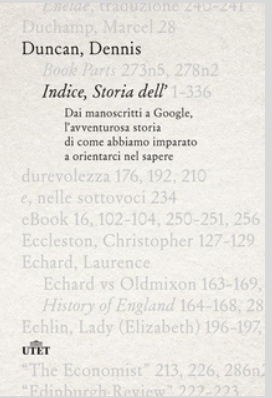 Eneide, traduzione 240-241
Duchamp, Marcel 28
Duncan, Dennis
Book Parts 273n5, 278n2
Indice, Storia dell’ 1-336
Dai manoscritti a Google,
l’avventurosa storia
di come abbiamo imparato
a orientarci nel sapere
durevolezza 176, 192, 210
e, nelle sottovoci 234
eBook 16, 102-104, 250-251, 256
Eccleston, Christopher 127-129
Echard, Laurence
Echard vs Oldmixon 163-169,
History of England 164-168, 28
Eehlin, Lady (Elizabeth) 196-197,
UTET
“The Economist” 213, 226, 286n2
“Edinburgh Review” 222-223